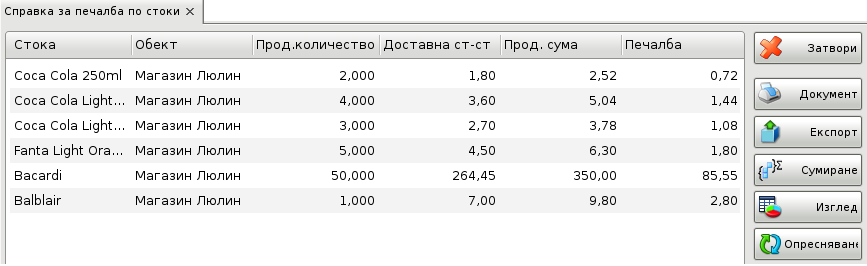 Справка за печалба по стоки ×
Стока Обект Прод.количество Доставна ст-ст Прод. сума Печалба
Coca Cola 250ml Магазин Люлин 2,000 1,80 2,52 0,72
Coca Cola Light... Магазин Люлин 4,000 3,60 5,04 1,44
Coca Cola Light... Магазин Люлин 3,000 2,70 3,78 1,08
Fanta Light Ora... Магазин Люлин 5,000 4,50 6,30 1,80
Bacardi Магазин Люлин 50,000 264,45 350,00 85,55
Balblair Магазин Люлин 1,000 7,00 9,80 2,80
Затвори
Документ
Експорт
Сумиране
Изглед
Опресняване